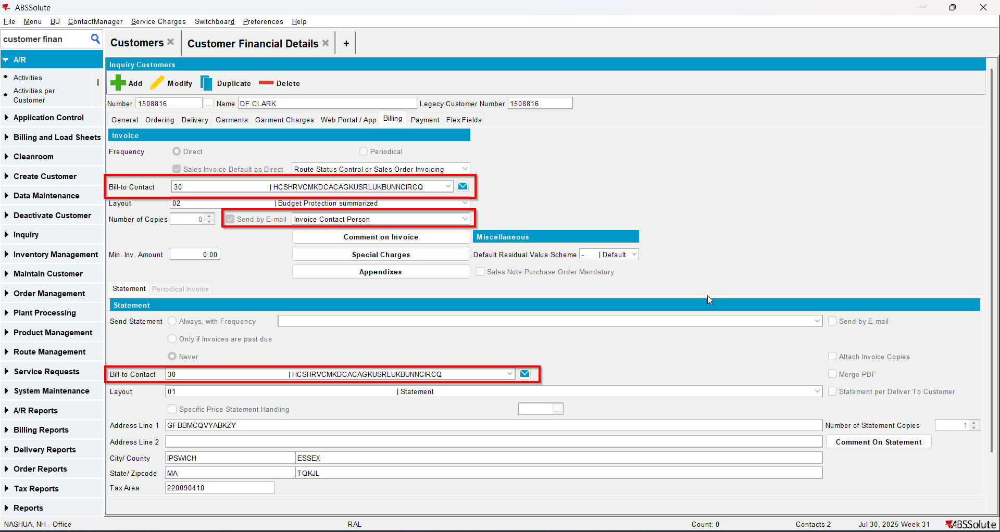 ABSSolute
File Menu BU ContactManager Service Charges Switchboard Preferences Help
customer finan
Customers
Customer Financial Details
+
A/R
Activities
Activities per
Customer
Application Control
Billing and Load Sheets
Cleanroom
Create Customer
Data Maintenance
Deactivate Customer
Inquiry
Inventory Management
Maintain Customer
Order Management
Plant Processing
Product Management
Route Management
Service Requests
System Maintenance
A/R Reports
Billing Reports
Delivery Reports
Order Reports
Tax Reports
Reports
Inquiry Customers
Add Modify Duplicate Delete
Number 1508816 ... Name DF CLARK Legacy Customer Number 1508816
General Ordering Delivery Garments Garment Charges Web Portal / App Billing Payment Flex Fields
Invoice
Frequency Direct Periodical
Sales Invoice Default as Direct Route Status Control or Sales Order Invoicing
Bill-to Contact 30 | HCSHRVCMKDCACAGKUSRLUKBUNNCIRCQ
Layout 02 | Budget Protection summarized
Number of Copies 0 Send by E-mail Invoice Contact Person
Comment on Invoice Miscellaneous
Min. Inv. Amount 0.00 Special Charges Default Residual Value Scheme - | Default
Appendixes Sales Note Purchase Order Mandatory
Statement Periodical Invoice
Statement
Send Statement Always, with Frequency Send by E-mail
Only if Invoices are past due
Never Attach Invoice Copies
Bill-to Contact 30 | HCSHRVCMKDCACAGKUSRLUKBUNNCIRCQ Merge PDF
Layout 01 | Statement Statement per Deliver To Customer
Specific Price Statement Handling ...
Address Line 1 GFBBMCQVYABKZY Number of Statement Copies 1
Address Line 2 Comment On Statement
City/ County IPSWICH ESSEX
State/ Zipcode MA TQKJL
Tax Area 220090410
NASHUA, NH - Office RAL Count: 0 Contacts 2 Jul 30, 2025 Week 31 ABSSolute